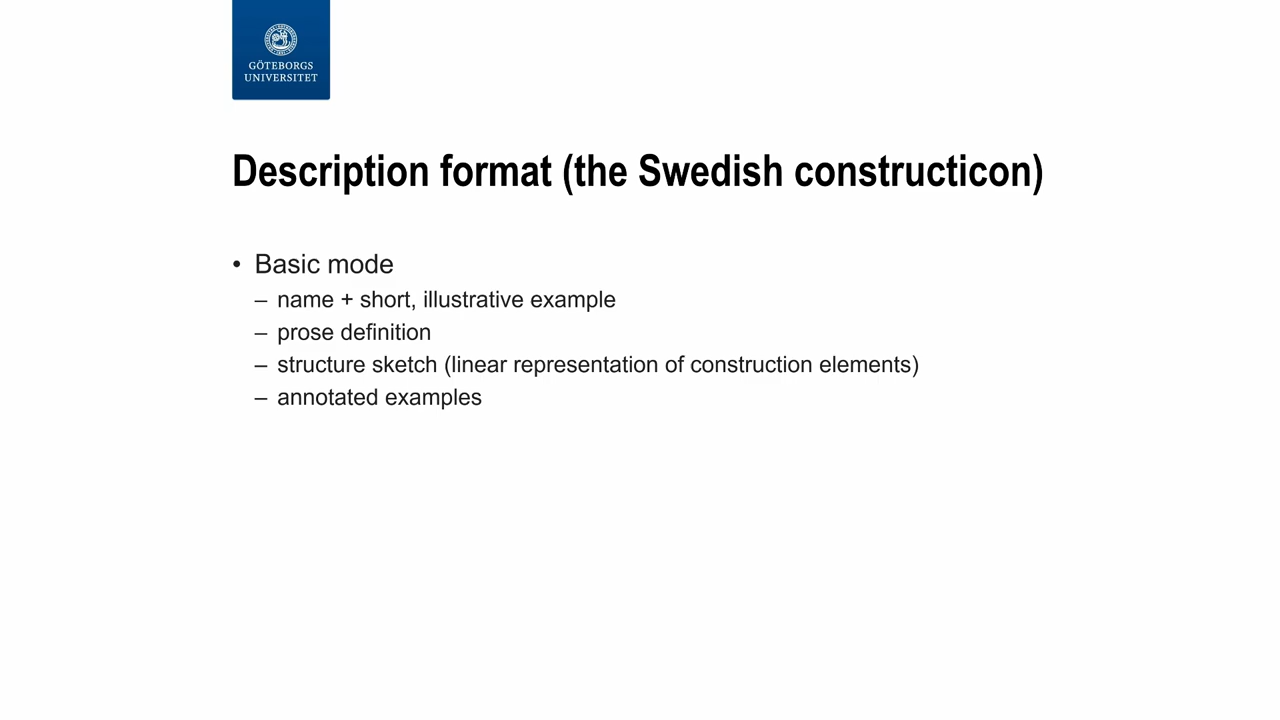 GÖTEBORGS
UNIVERSITET
Description format (the Swedish constructicon)
• Basic mode
– name + short, illustrative example
– prose definition
– structure sketch (linear representation of construction elements)
– annotated examples